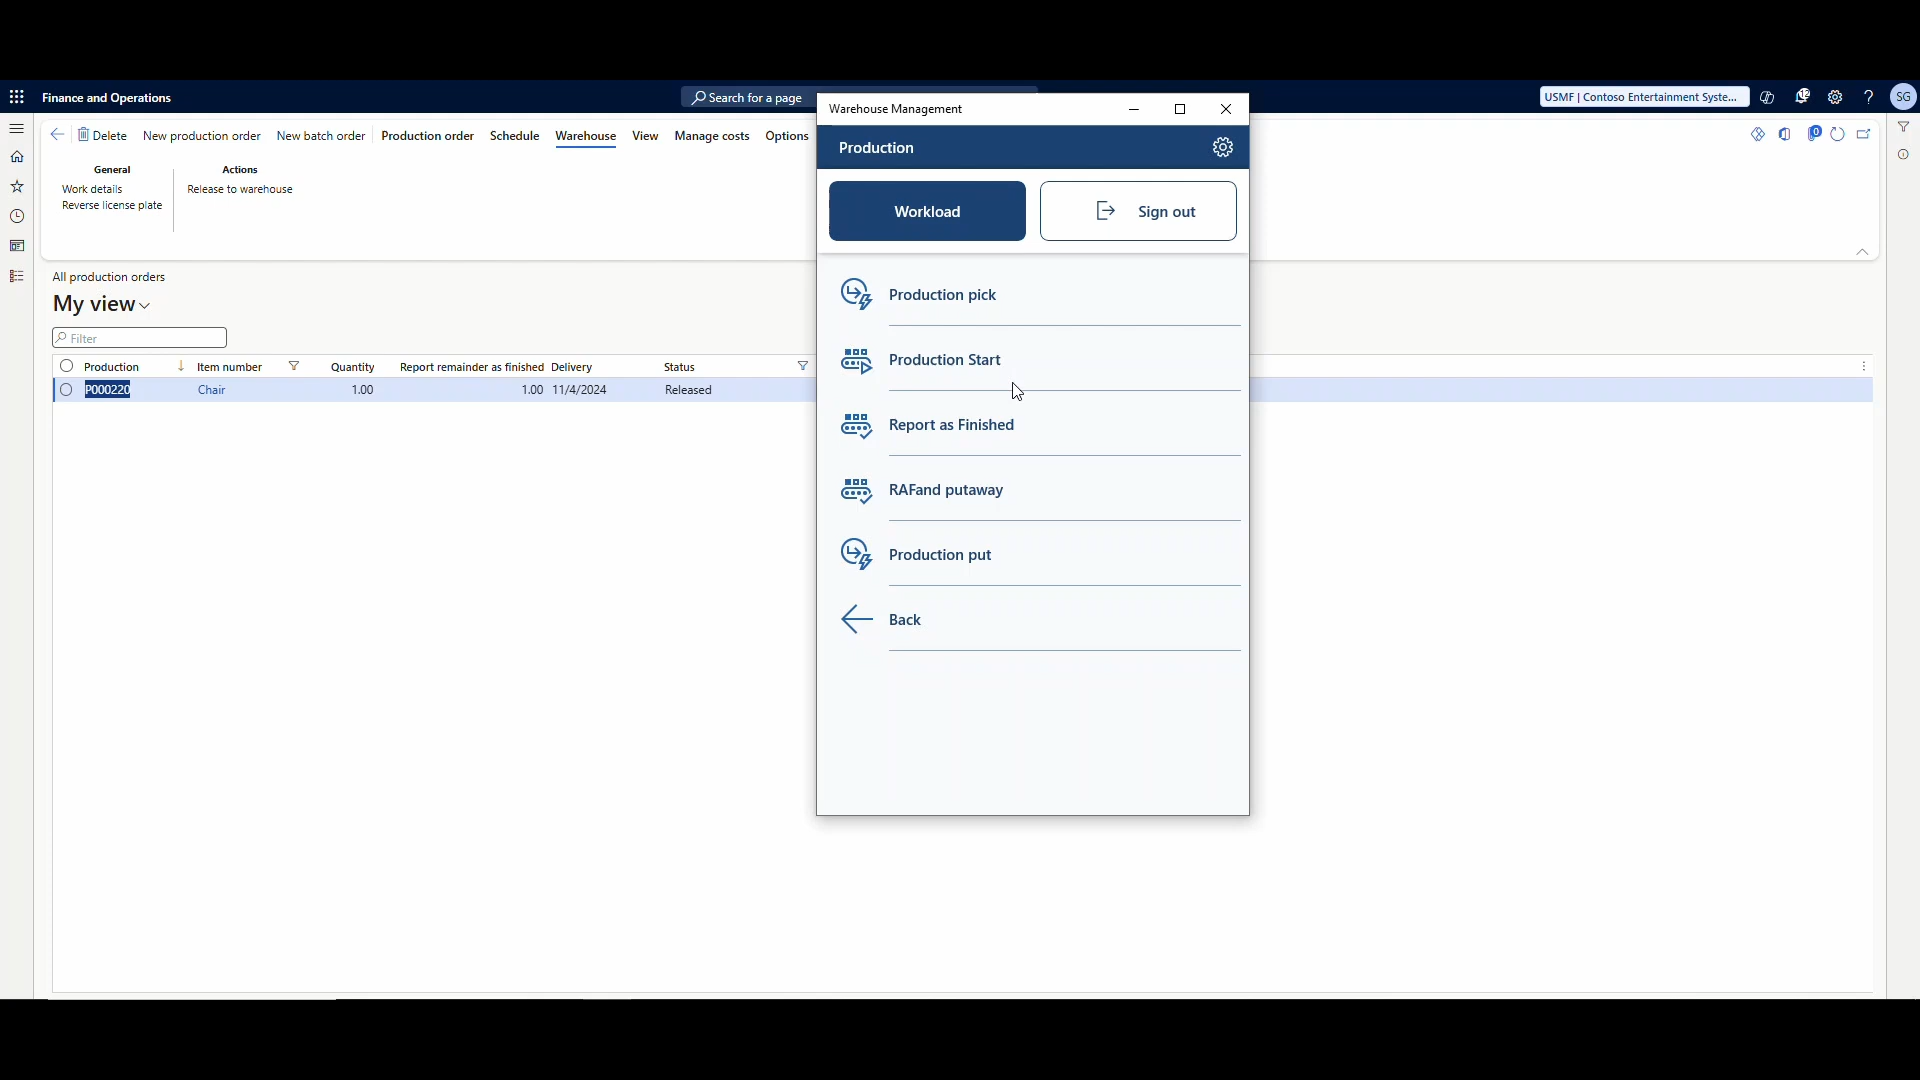 Finance and Operations
Search for a page
USMF | Contoso Entertainment Syste...
12
SG
Delete
New production order
New batch order
Production order
Schedule
Warehouse
View
Manage costs
Options
0
General
Work details
Reverse license plate
Actions
Release to warehouse
All production orders
My view
Filter
Production Item number Quantity Report remainder as finished Delivery Status
P000220 Chair 1.00 1.00 11/4/2024 Released
Warehouse Management
Production
Workload
Sign out
Production pick
Production Start
Report as Finished
RAFand putaway
Production put
Back